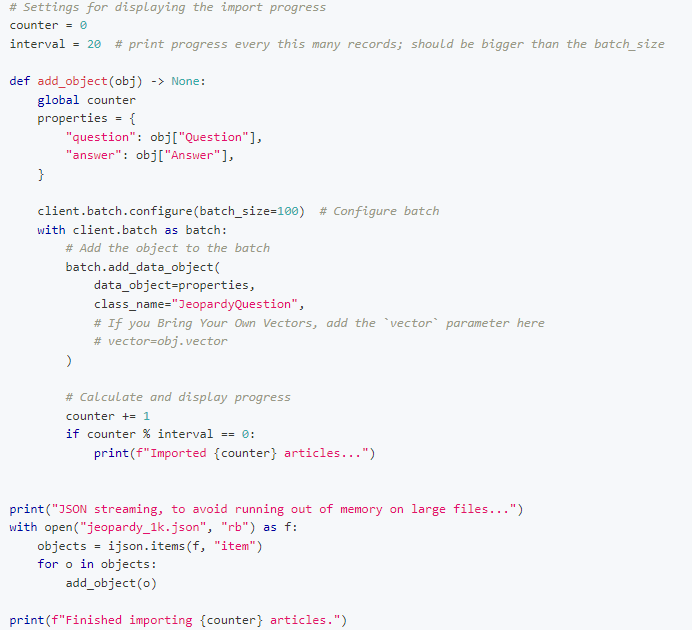 # Settings for displaying the import progress
counter = 0
interval = 20  # print progress every this many records; should be bigger than the batch_size

def add_object(obj) -> None:
    global counter
    properties = {
        "question": obj["Question"],
        "answer": obj["Answer"],
    }

    client.batch.configure(batch_size=100)  # Configure batch
    with client.batch as batch:
        # Add the object to the batch
        batch.add_data_object(
            data_object=properties,
            class_name="JeopardyQuestion",
            # If you Bring Your Own Vectors, add the `vector` parameter here
            # vector=obj.vector
        )

        # Calculate and display progress
        counter += 1
        if counter % interval == 0:
            print(f"Imported {counter} articles...")


print("JSON streaming, to avoid running out of memory on large files...")
with open("jeopardy_1k.json", "rb") as f:
    objects = ijson.items(f, "item")
    for o in objects:
        add_object(o)

print(f"Finished importing {counter} articles.")